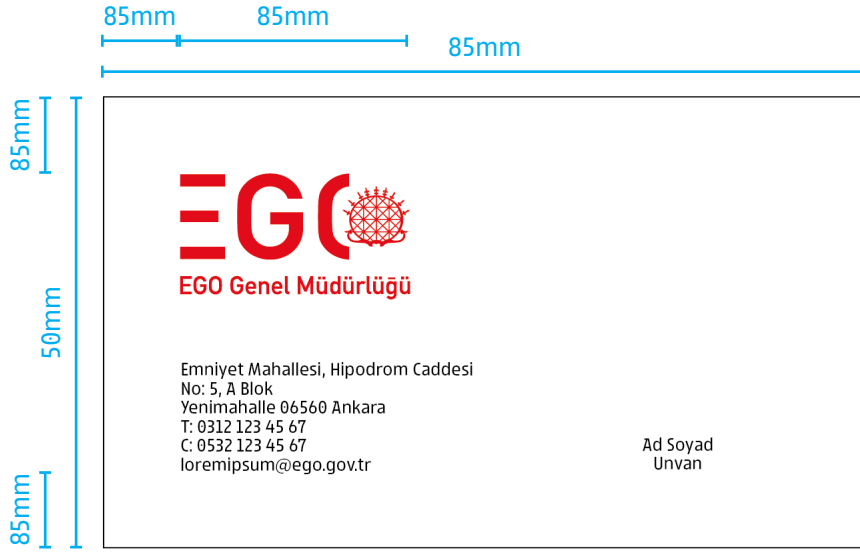 85mm
85mm
85mm
85mm
50mm
85mm
EGO
EGO Genel Müdürlüğü
Emniyet Mahallesi, Hipodrom Caddesi
No: 5, A Blok
Yenimahalle 06560 Ankara
T: 0312 123 45 67
C: 0532 123 45 67
loremipsum@ego.gov.tr
Ad Soyad
Unvan